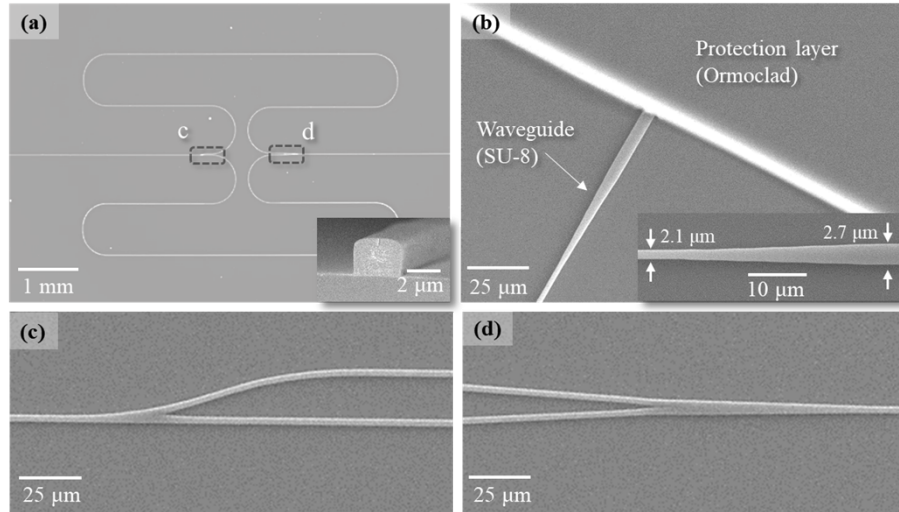 (a)
c
d
1 mm
2 μm
(b)
Protection layer
(Ormoclad)
Waveguide
(SU-8)
25 μm
2.1 μm
2.7 μm
10 μm
(c)
25 μm
(d)
25 μm